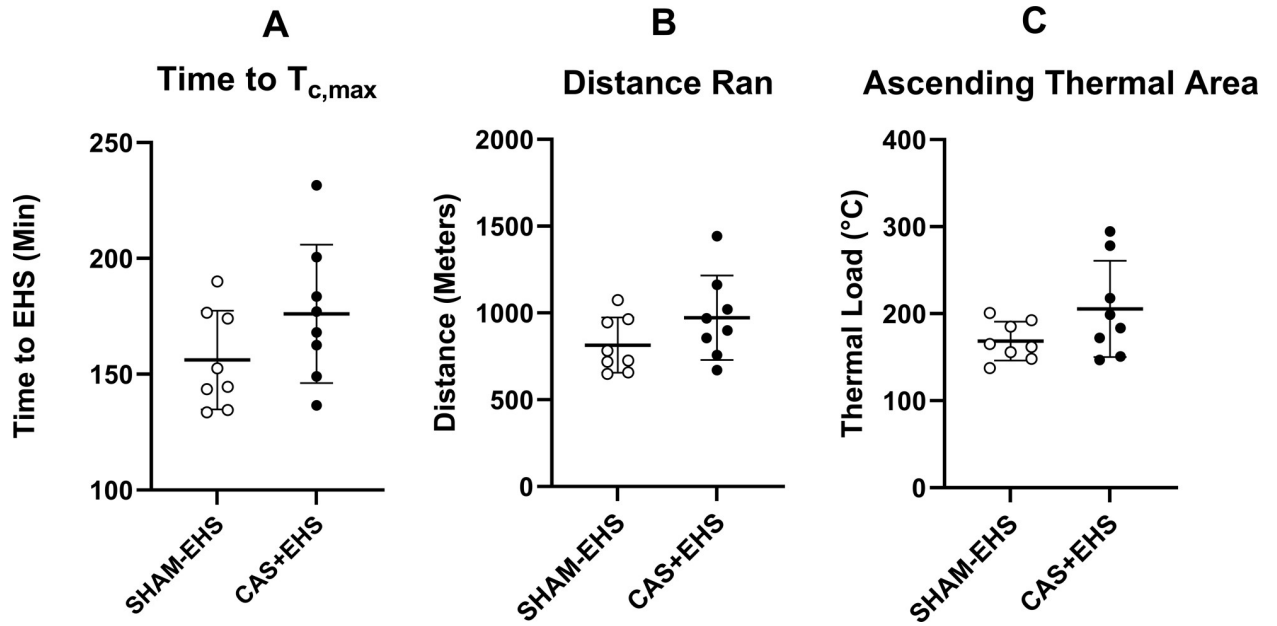 A
Time to Tc,max
Time to EHS (Min)
250
200
150
100
SHAM-EHS
CAS+EHS
B
Distance Ran
Distance (Meters)
2000
1500
1000
500
0
SHAM-EHS
CAS+EHS
C
Ascending Thermal Area
Thermal Load (°C)
400
300
200
100
0
SHAM-EHS
CAS+EHS